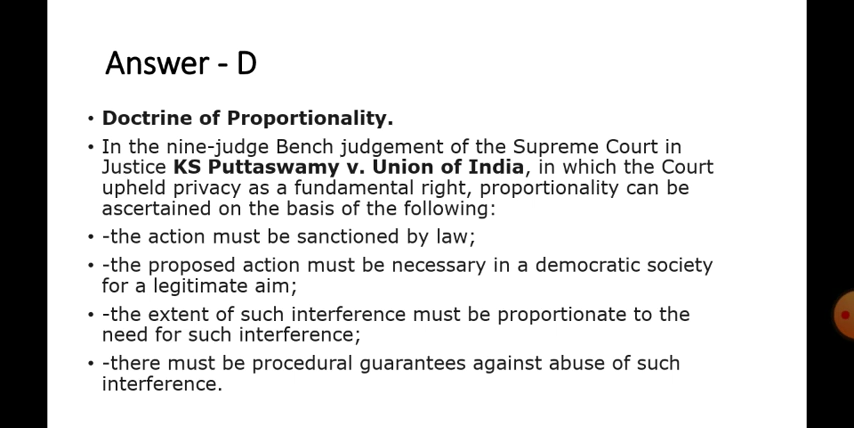 Answer - D
• Doctrine of Proportionality.
• In the nine-judge Bench judgement of the Supreme Court in
Justice KS Puttaswamy v. Union of India, in which the Court
upheld privacy as a fundamental right, proportionality can be
ascertained on the basis of the following:
• -the action must be sanctioned by law;
• -the proposed action must be necessary in a democratic society
for a legitimate aim;
• -the extent of such interference must be proportionate to the
need for such interference;
• -there must be procedural guarantees against abuse of such
interference.